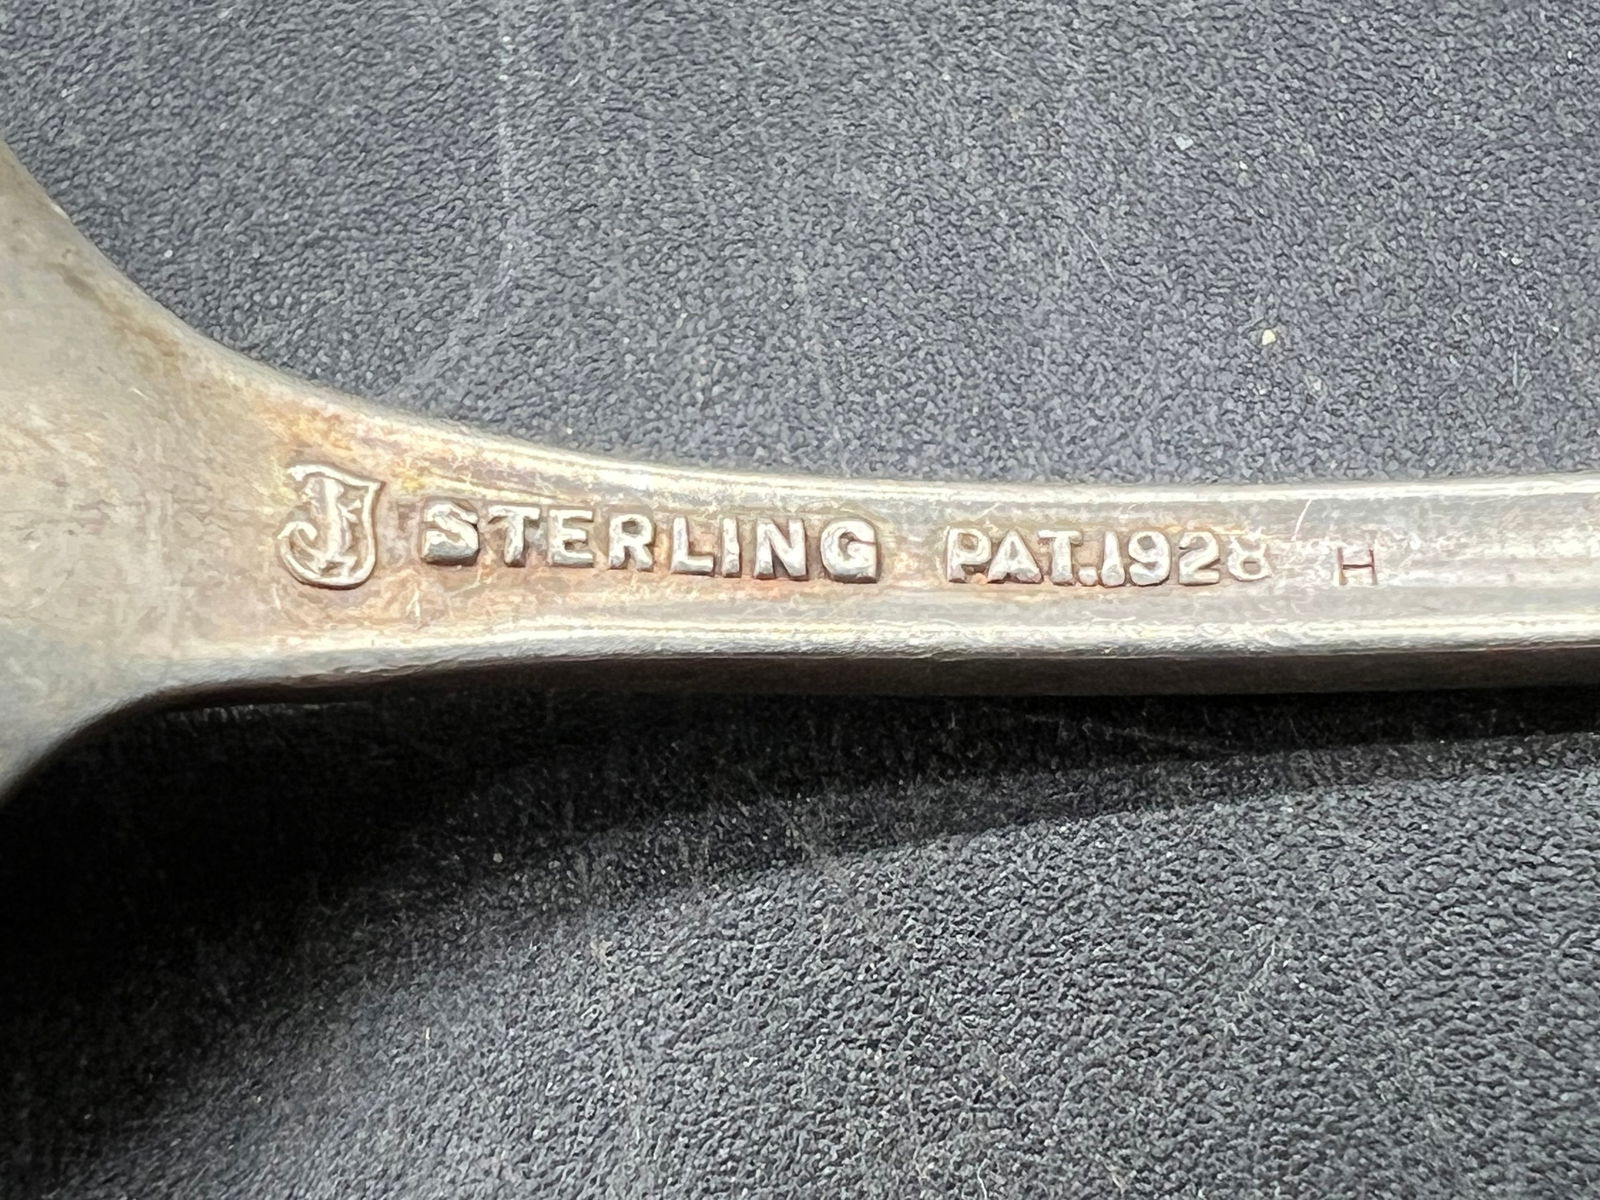 STERLING PAT.1928 H